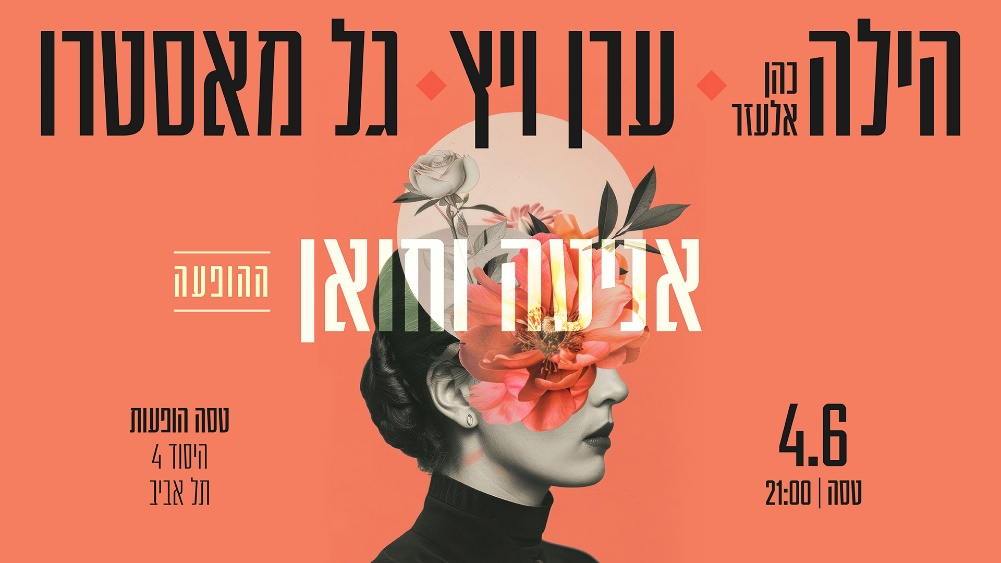 הילה כהן אלעזר ♦ ערן ויץ ♦ גל מאסטרו
אניטה וחואן
ההופעה
4.6
טסה | 21:00
טסה הופעות
היסוד 4
תל אביב